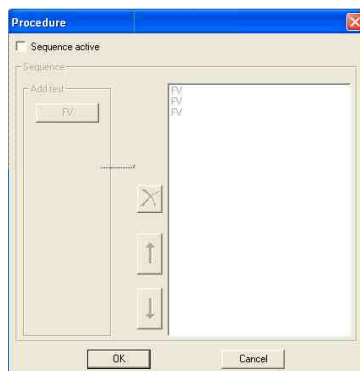 Procedure
Sequence active
Sequence
Add test
FV
FV
FV
FV
OK
Cancel